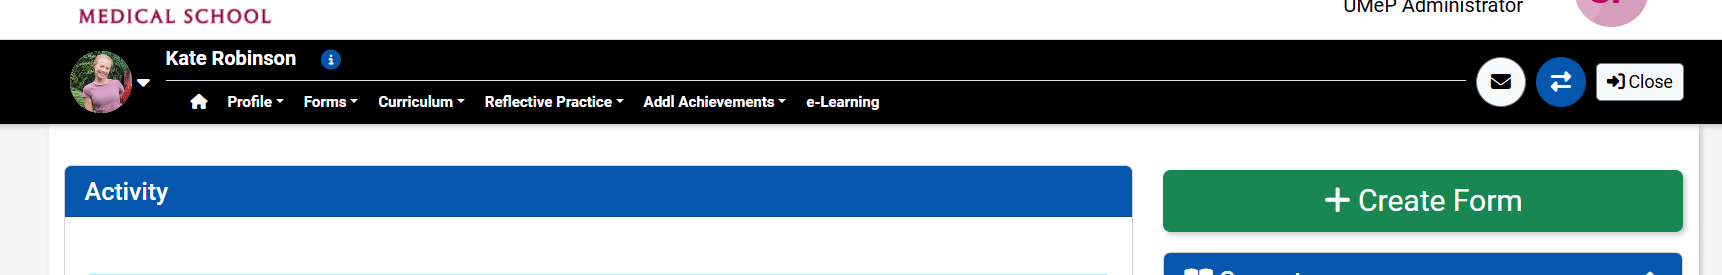 MEDICAL SCHOOL
UMeP Administrator
Kate Robinson
Close
Profile Forms Curriculum Reflective Practice Addl Achievements e-Learning
Activity
Create Form